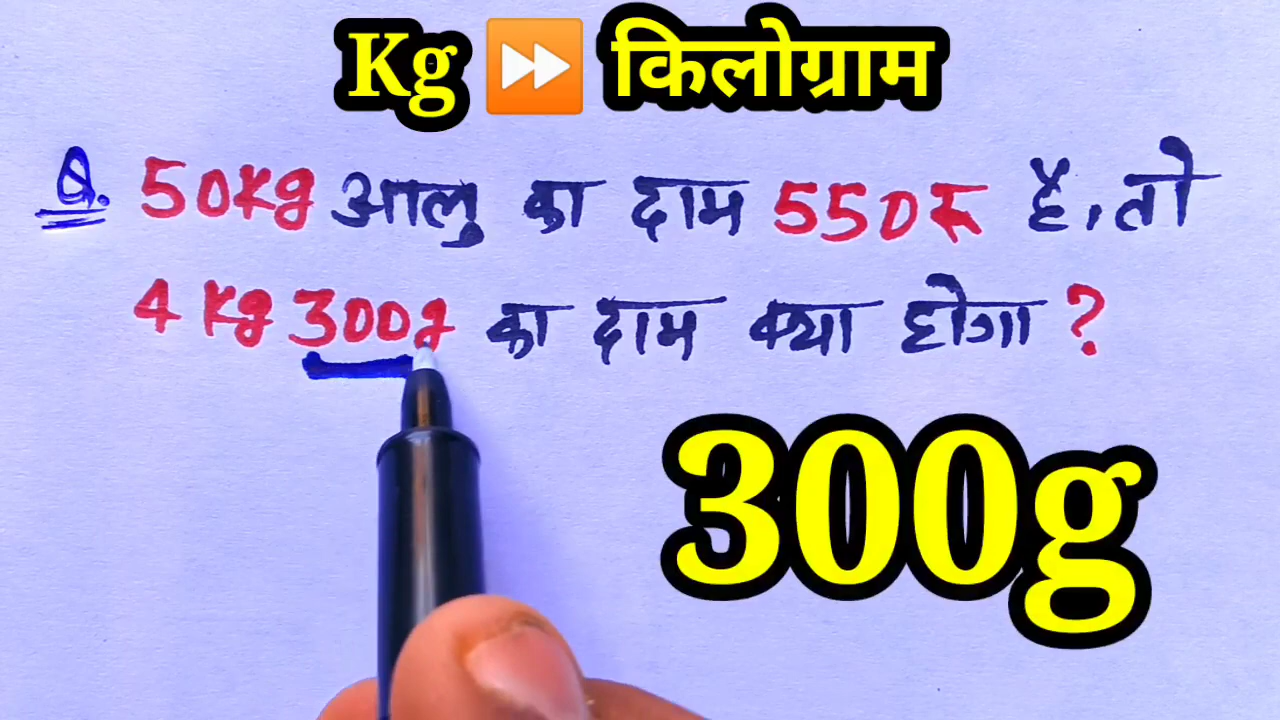 Kg ⏩ किलोग्राम
Q. 50Kg आलु का दाम 550रु है, तो
4 Kg 300g का दाम क्या होगा ?
300g